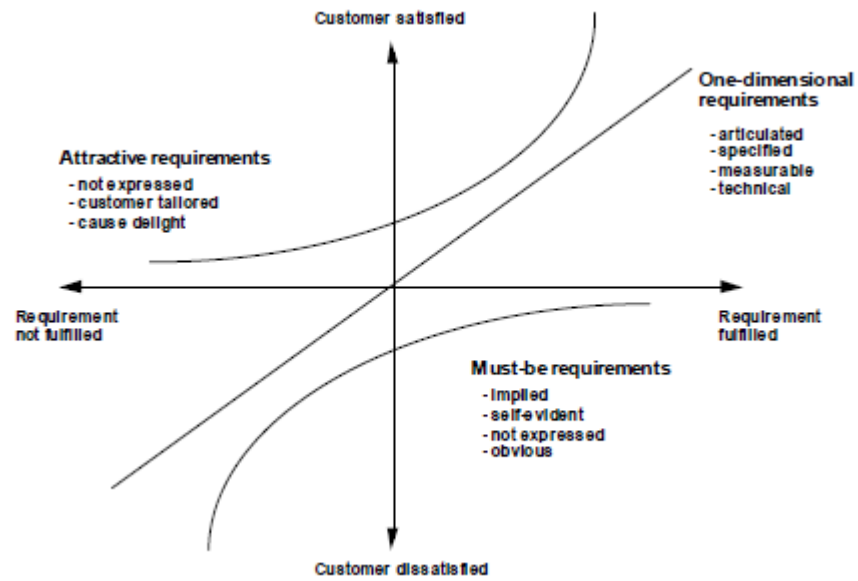 Customer satisfied
One-dimensional
requirements
- articulated
- specified
- measurable
- technical
Attractive requirements
- not expressed
- customer tailored
- cause delight
Requirement
not fulfilled
Requirement
fulfilled
Must-be requirements
- implied
- self-evident
- not expressed
- obvious
Customer dissatisfied